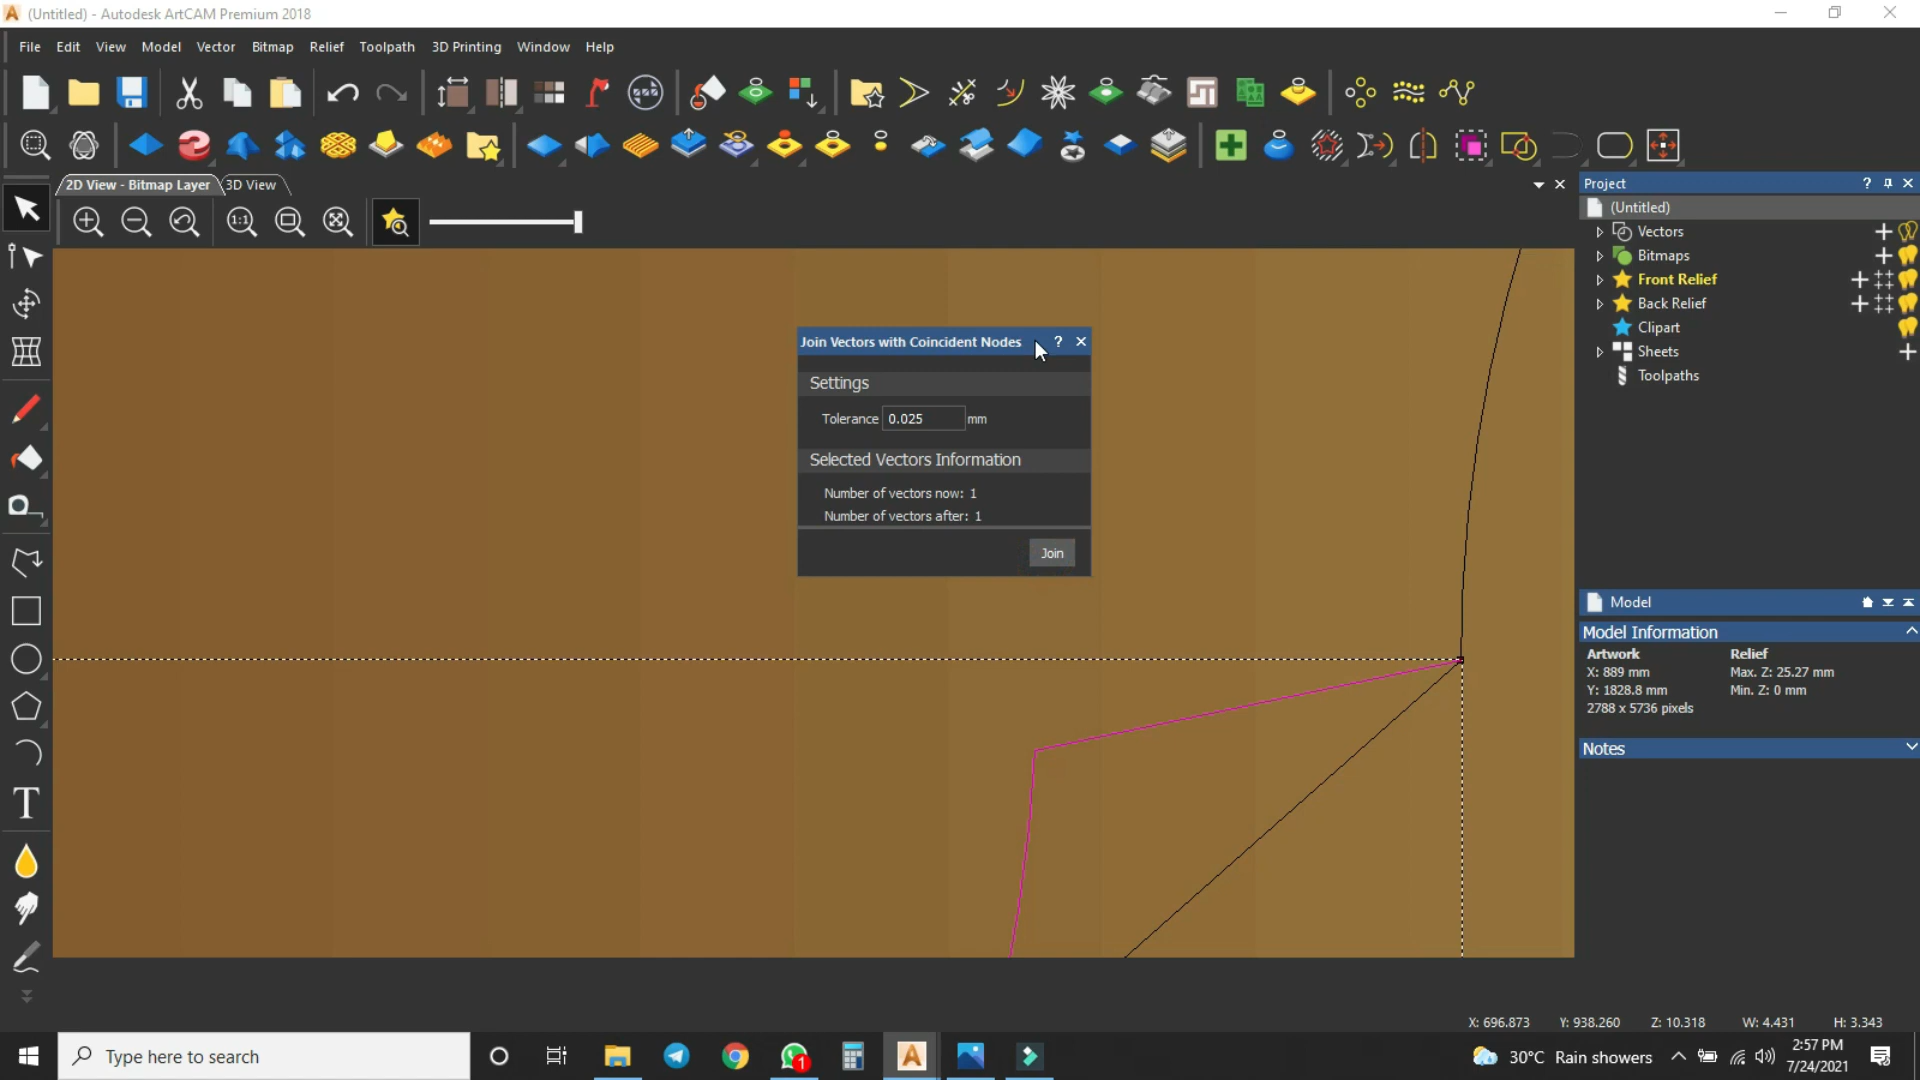 (Untitled) - Autodesk ArtCAM Premium 2018
File Edit View Model Vector Bitmap Relief Toolpath 3D Printing Window Help
2D View - Bitmap Layer 3D View
1:1
Project
(Untitled)
Vectors
Bitmaps
Front Relief
Back Relief
Clipart
Sheets
Toolpaths
Join Vectors with Coincident Nodes ?
Settings
Tolerance 0.025 mm
Selected Vectors Information
Number of vectors now: 1
Number of vectors after: 1
Join
Model
Model Information
Artwork Relief
X: 889 mm Max. Z: 25.27 mm
Y: 1828.8 mm Min. Z: 0 mm
2788 x 5736 pixels
Notes
X: 696.873 Y: 938.260 Z: 10.318 W: 4.431 H: 3.343
Type here to search
1
30°C Rain showers
2:57 PM
7/24/2021